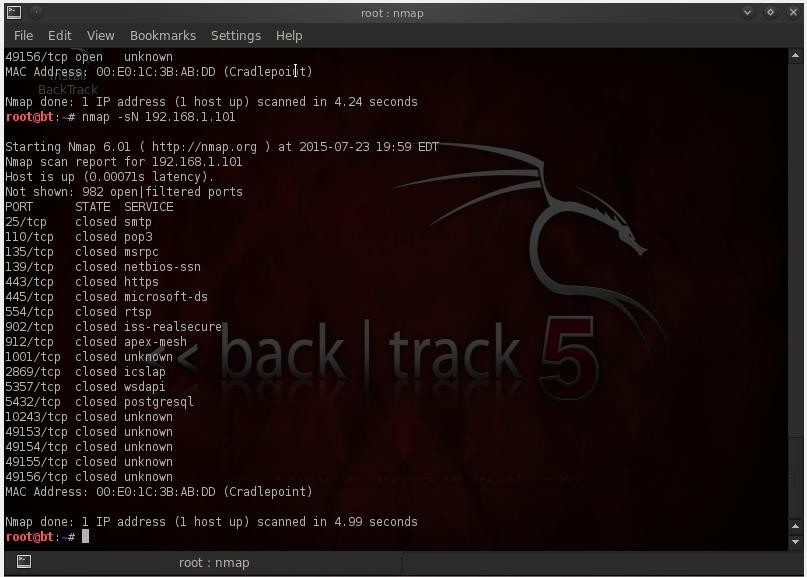 root : nmap
File Edit View Bookmarks Settings Help
49156/tcp open unknown
MAC Address: 00:E0:1C:3B:AB:DD (Cradlepoint)
Install
BackTrack
Nmap done: 1 IP address (1 host up) scanned in 4.24 seconds
root@bt:~# nmap -sN 192.168.1.101
Starting Nmap 6.01 ( http://nmap.org ) at 2015-07-23 19:59 EDT
Nmap scan report for 192.168.1.101
Host is up (0.00071s latency).
Not shown: 982 open|filtered ports
PORT STATE SERVICE
25/tcp closed smtp
110/tcp closed pop3
135/tcp closed msrpc
139/tcp closed netbios-ssn
443/tcp closed https
445/tcp closed microsoft-ds
554/tcp closed rtsp
902/tcp closed iss-realsecure
912/tcp closed apex-mesh
1001/tcp closed unknown
2869/tcp closed icslap
5357/tcp closed wsdapi
5432/tcp closed postgresql
10243/tcp closed unknown
49153/tcp closed unknown
49154/tcp closed unknown
49155/tcp closed unknown
49156/tcp closed unknown
MAC Address: 00:E0:1C:3B:AB:DD (Cradlepoint)
<< back | track 5
Nmap done: 1 IP address (1 host up) scanned in 4.99 seconds
root@bt:~#
root : nmap